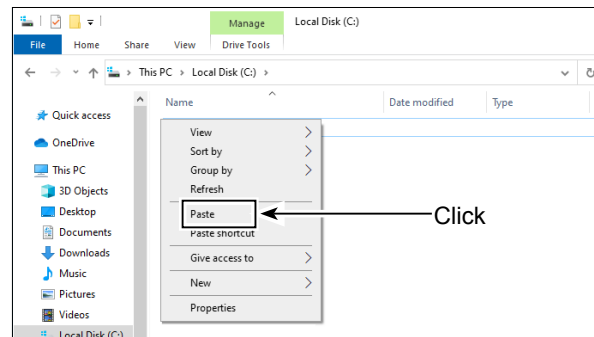 Manage Local Disk (C:)
File Home Share View Drive Tools
This PC > Local Disk (C:) >
Name Date modified Type
Quick access
OneDrive
This PC
3D Objects
Desktop
Documents
Downloads
Music
Pictures
Videos
Local Disk (C:)
View
Sort by
Group by
Refresh
Paste
Click
Paste shortcut
Give access to
New
Properties